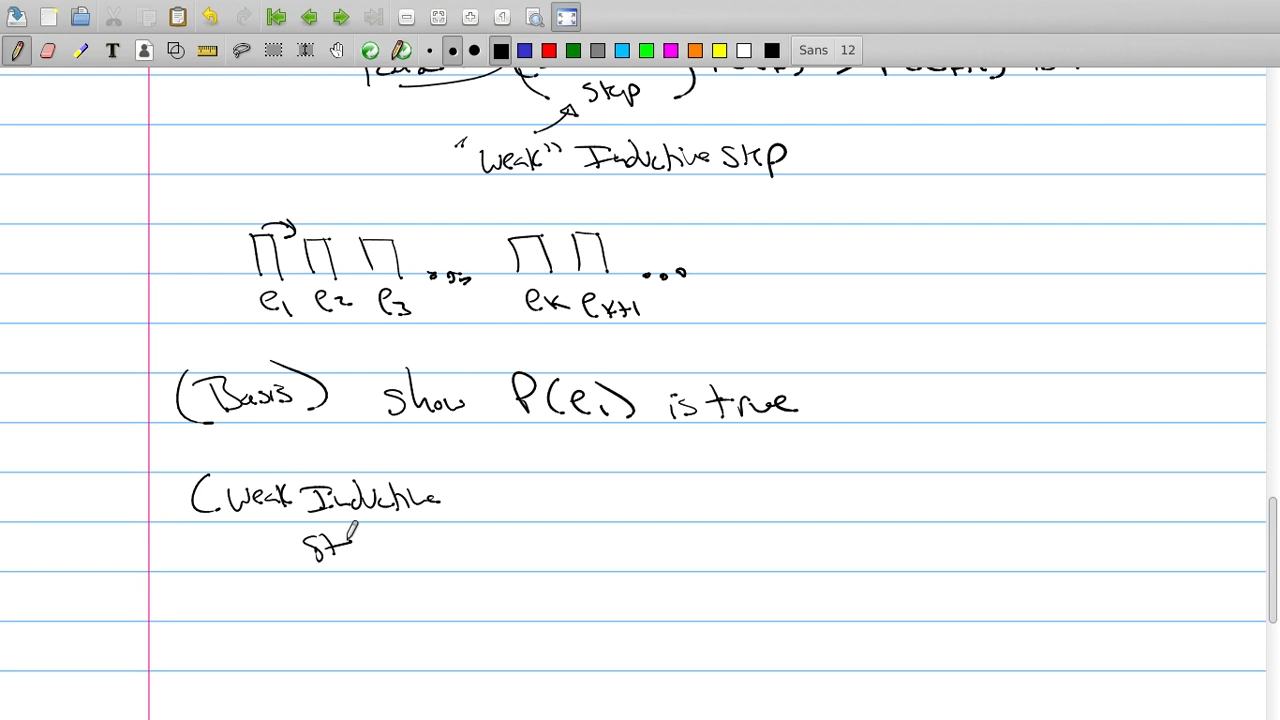 Sans 12
step
"weak" Inductive step
e1 e2 e3 ... ek ek+1 ...
(Basis) show P(e1) is true
(weak Inductive
st